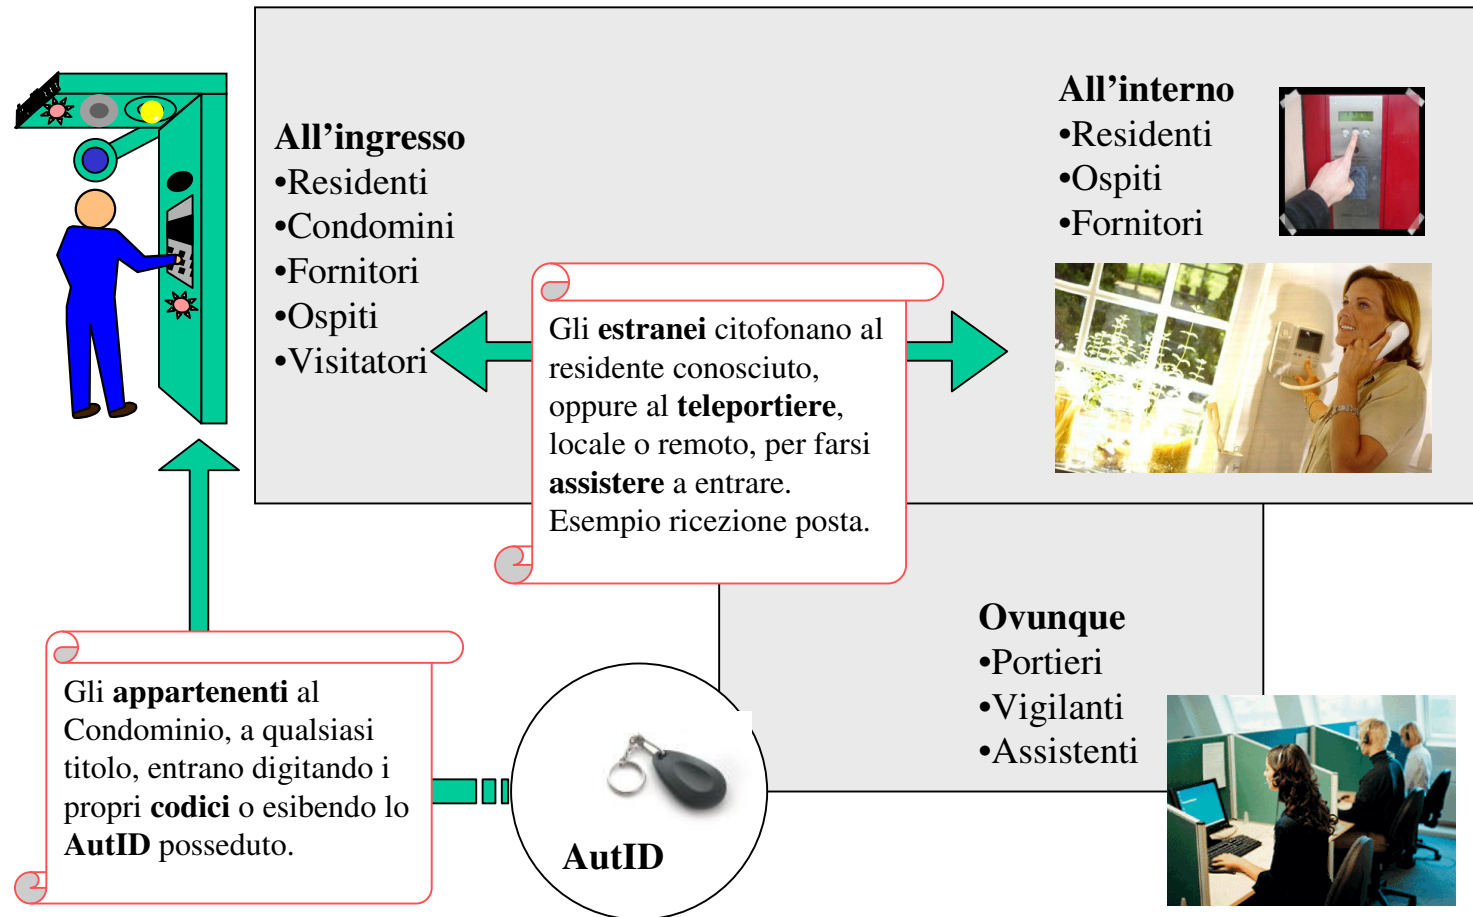 All’ingresso
•Residenti
•Condomini
•Fornitori
•Ospiti
•Visitatori
All’interno
•Residenti
•Ospiti
•Fornitori
Gli estranei citofonano al
residente conosciuto,
oppure al teleportiere,
locale o remoto, per farsi
assistere a entrare.
Esempio ricezione posta.
Ovunque
•Portieri
•Vigilanti
•Assistenti
Gli appartenenti al
Condominio, a qualsiasi
titolo, entrano digitando i
propri codici o esibendo lo
AutID posseduto.
AutID